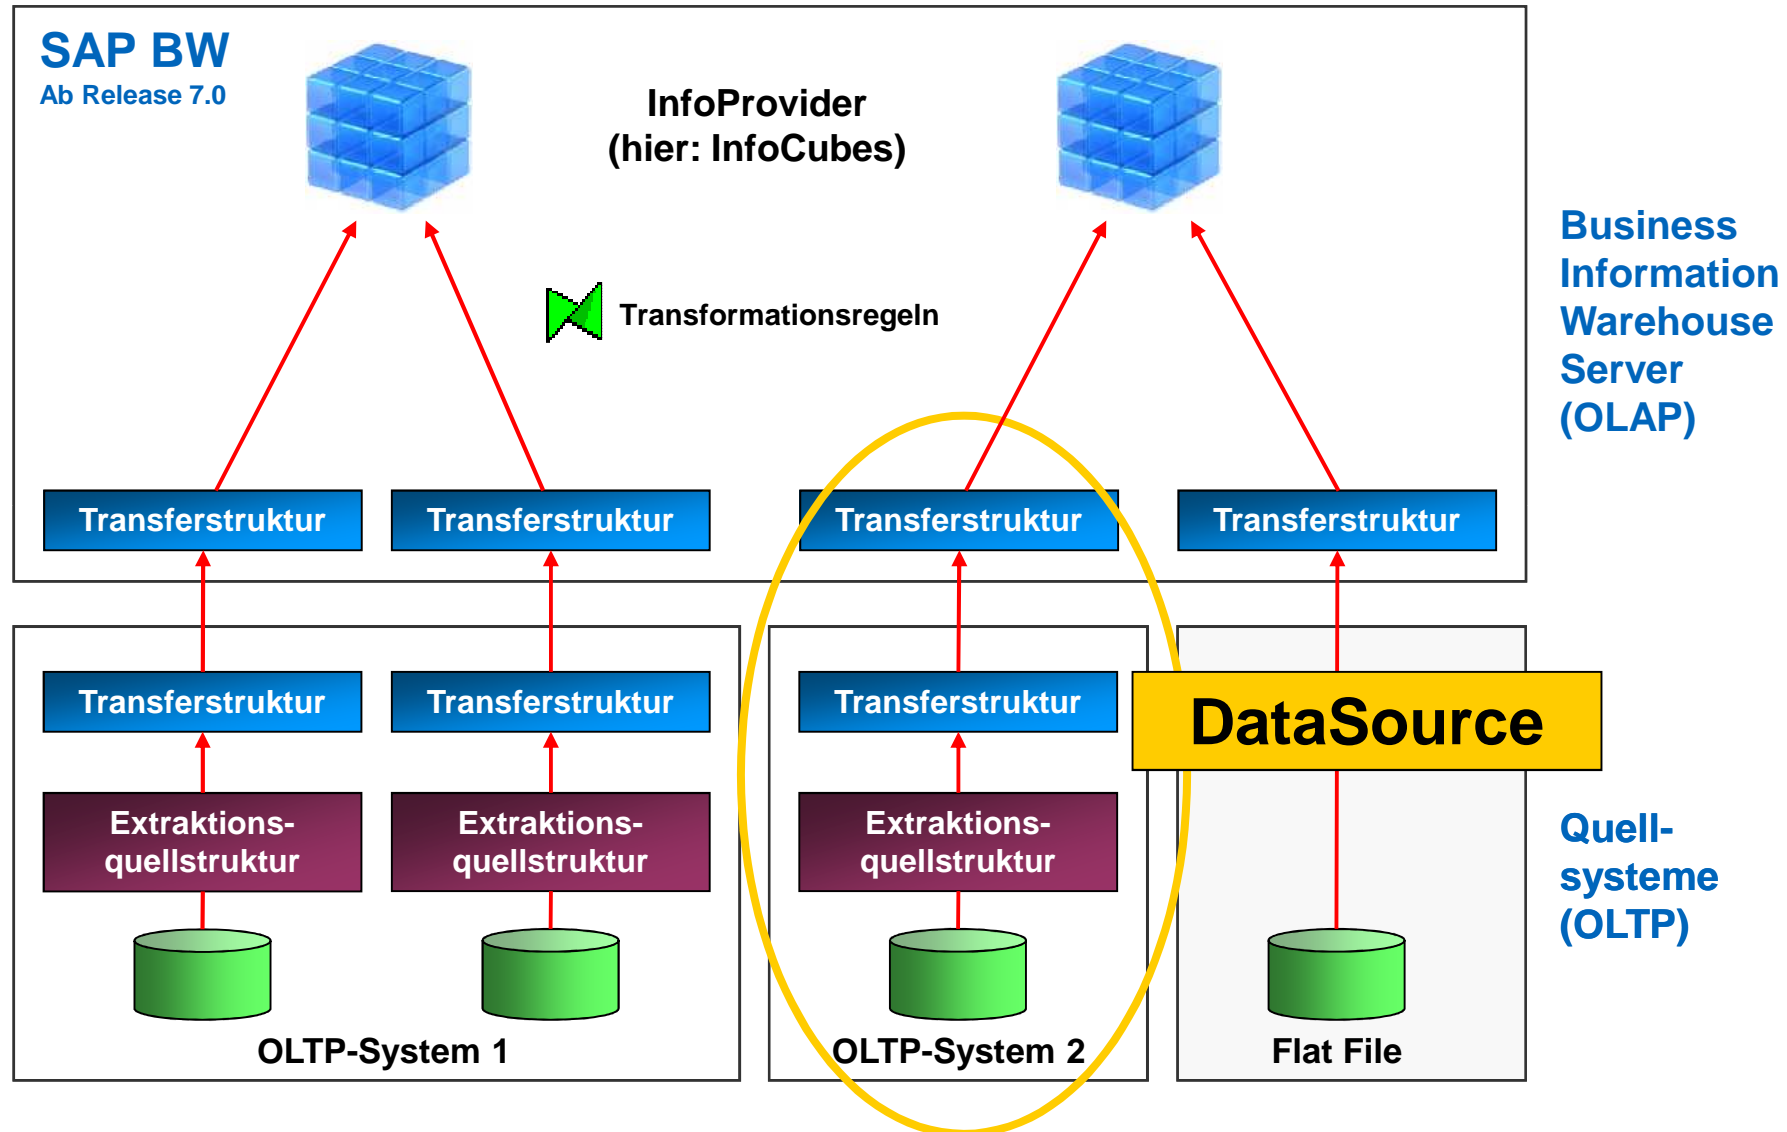 SAP BW
Ab Release 7.0
InfoProvider
(hier: InfoCubes)
Transformationsregeln
Business
Information
Warehouse
Server
(OLAP)
Transferstruktur
Transferstruktur
Transferstruktur
Transferstruktur
Transferstruktur
Transferstruktur
Transferstruktur
DataSource
Extraktions-
quellstruktur
Extraktions-
quellstruktur
Extraktions-
quellstruktur
Quell-
systeme
(OLTP)
OLTP-System 1
OLTP-System 2
Flat File